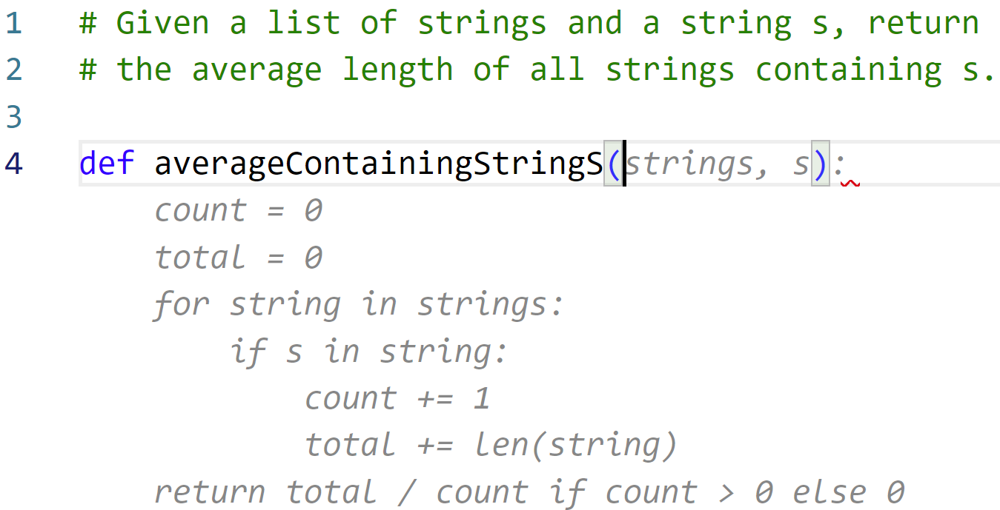 1 # Given a list of strings and a string s, return
2 # the average length of all strings containing s.
3
4 def averageContainingStringS(strings, s):
count = 0
total = 0
for string in strings:
if s in string:
count += 1
total += len(string)
return total / count if count > 0 else 0